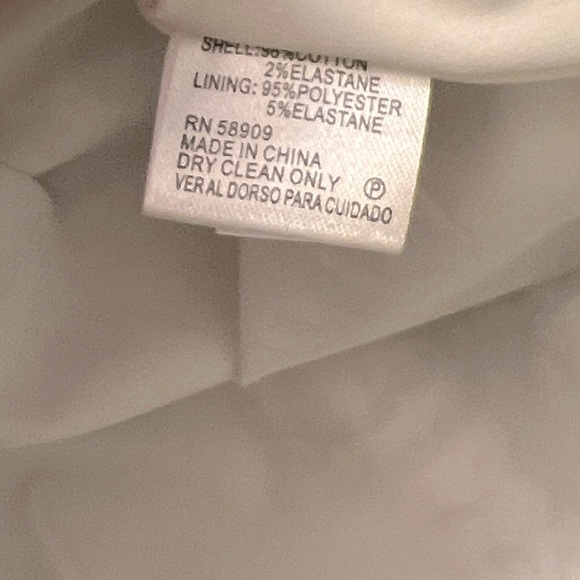 SHELL:98%COTTON
2%ELASTANE
LINING: 95%POLYESTER
5%ELASTANE
RN 58909
MADE IN CHINA
DRY CLEAN ONLY Ⓟ
VER AL DORSO PARA CUIDADO